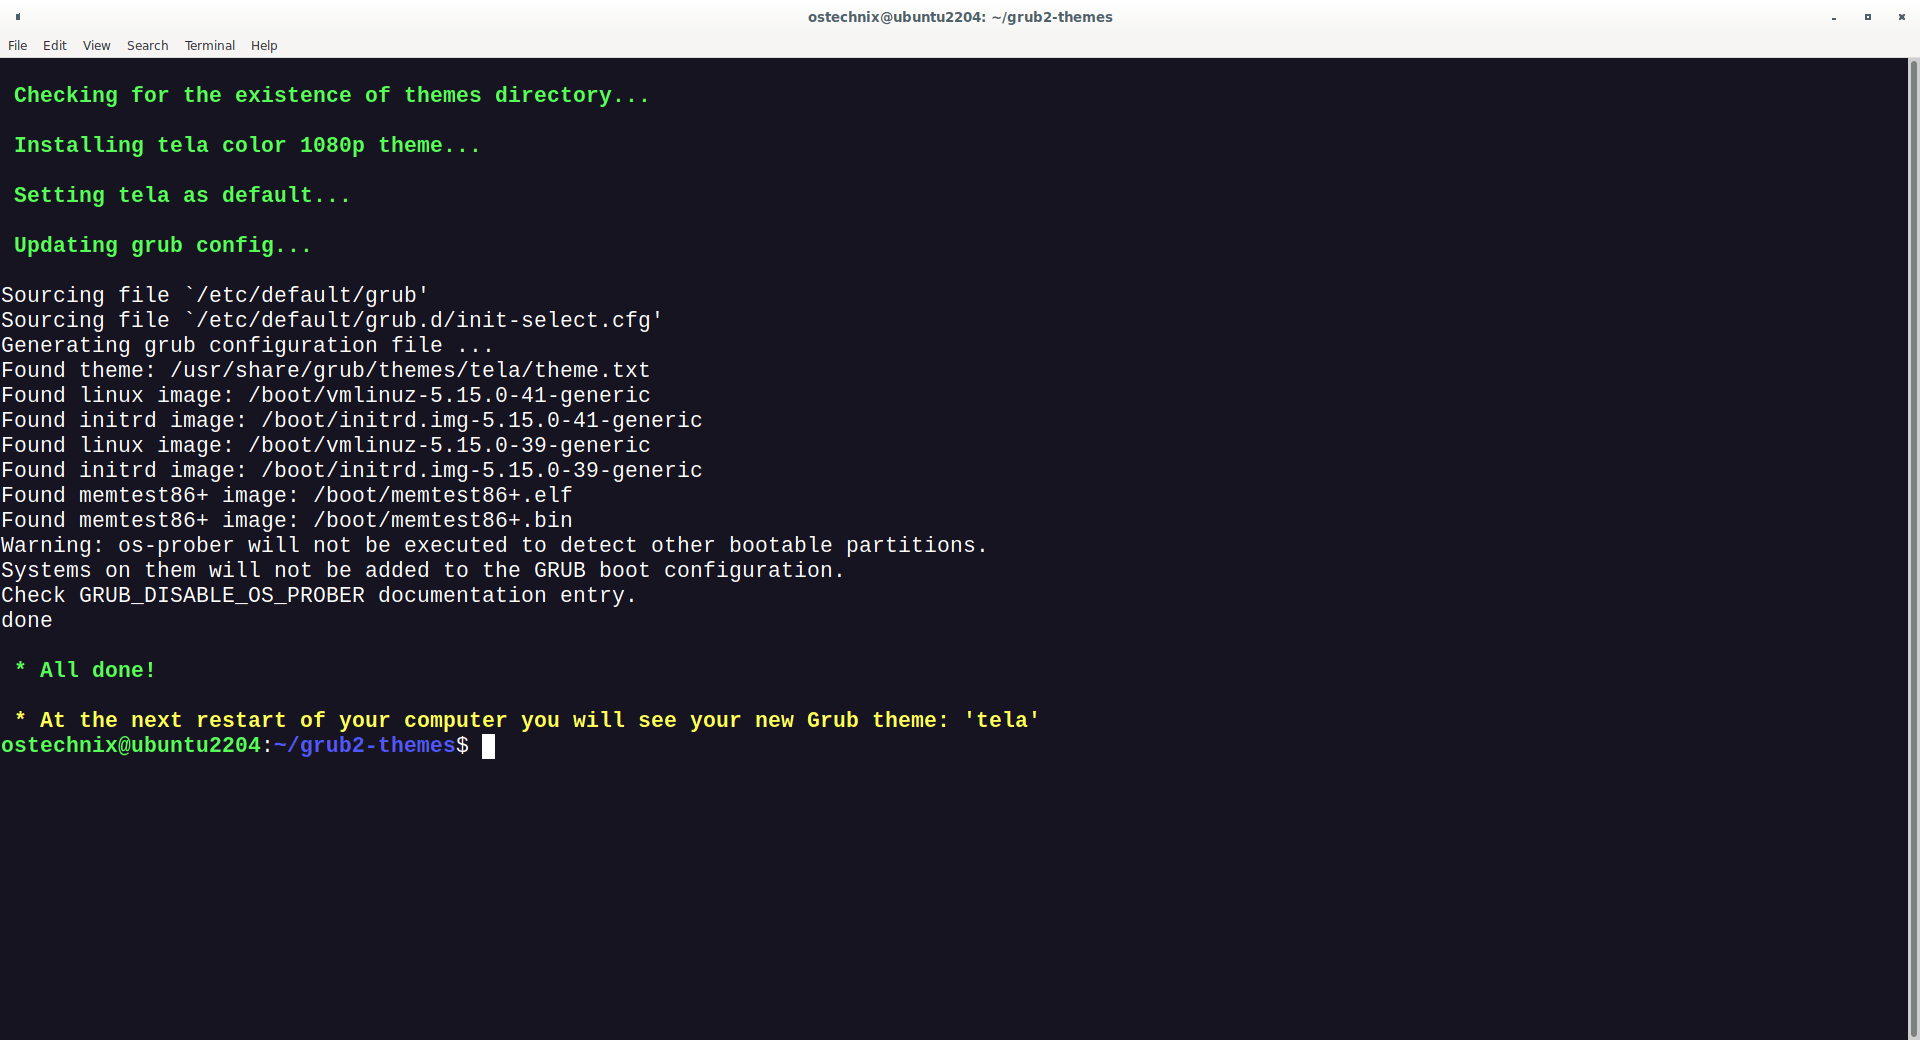 ostechnix@ubuntu2204: ~/grub2-themes
File Edit View Search Terminal Help
Checking for the existence of themes directory...
Installing tela color 1080p theme...
Setting tela as default...
Updating grub config...
Sourcing file `/etc/default/grub'
Sourcing file `/etc/default/grub.d/init-select.cfg'
Generating grub configuration file ...
Found theme: /usr/share/grub/themes/tela/theme.txt
Found linux image: /boot/vmlinuz-5.15.0-41-generic
Found initrd image: /boot/initrd.img-5.15.0-41-generic
Found linux image: /boot/vmlinuz-5.15.0-39-generic
Found initrd image: /boot/initrd.img-5.15.0-39-generic
Found memtest86+ image: /boot/memtest86+.elf
Found memtest86+ image: /boot/memtest86+.bin
Warning: os-prober will not be executed to detect other bootable partitions.
Systems on them will not be added to the GRUB boot configuration.
Check GRUB_DISABLE_OS_PROBER documentation entry.
done
* All done!
* At the next restart of your computer you will see your new Grub theme: 'tela'
ostechnix@ubuntu2204:~/grub2-themes$